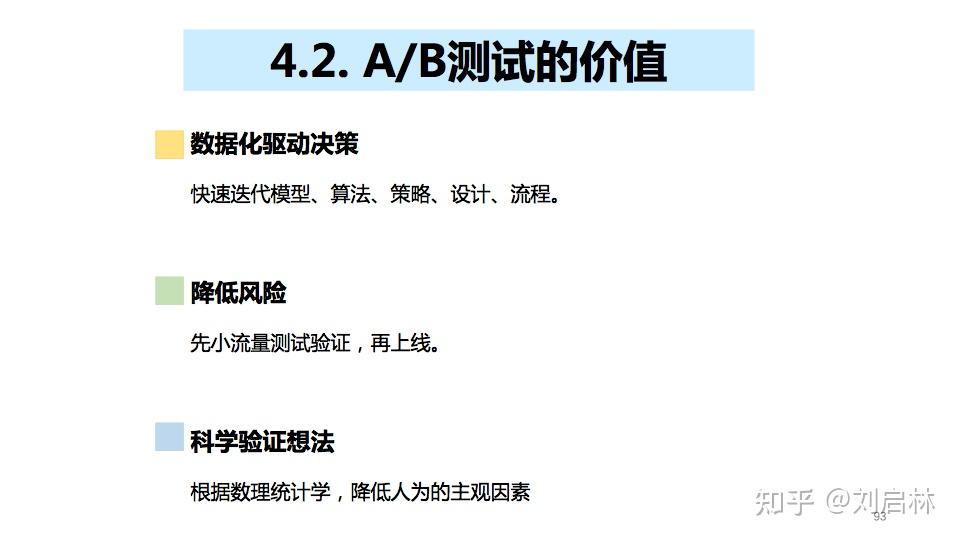 4.2. A/B测试的价值
数据化驱动决策
快速迭代模型、算法、策略、设计、流程。
降低风险
先小流量测试验证，再上线。
科学验证想法
根据数理统计学，降低人为的主观因素
知乎 @刘启林
93